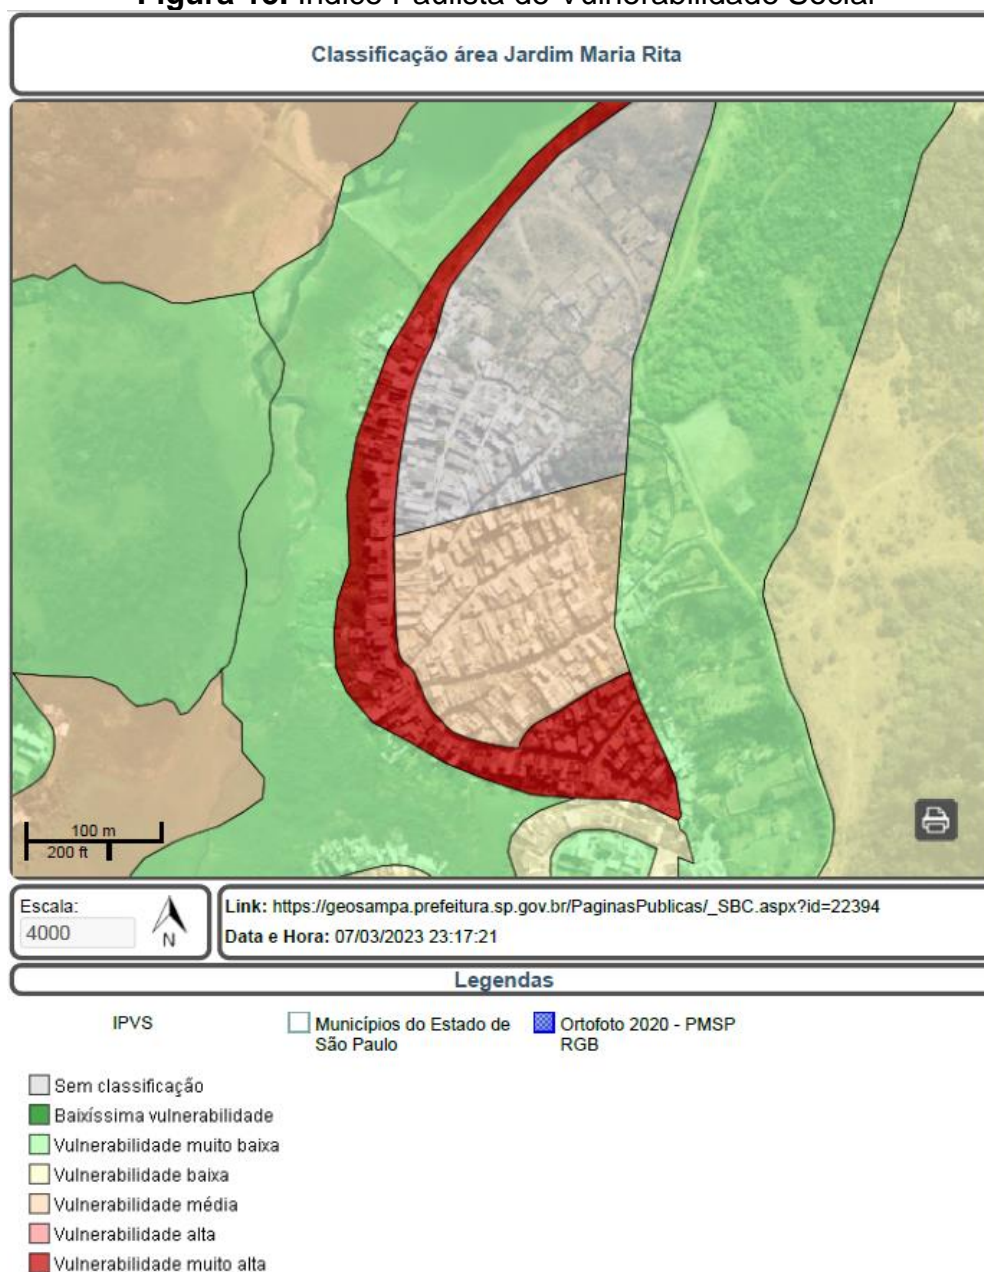 Figura 15. Índice Paulista de Vulnerabilidade Social
Classificação área Jardim Maria Rita
100 m
200 ft
Escala:
4000
N
Link: https://geosampa.prefeitura.sp.gov.br/PaginasPublicas/_SBC.aspx?id=22394
Data e Hora: 07/03/2023 23:17:21
Legendas
IPVS
Municípios do Estado de
São Paulo
Ortofoto 2020 - PMSP
RGB
Sem classificação
Baixíssima vulnerabilidade
Vulnerabilidade muito baixa
Vulnerabilidade baixa
Vulnerabilidade média
Vulnerabilidade alta
Vulnerabilidade muito alta